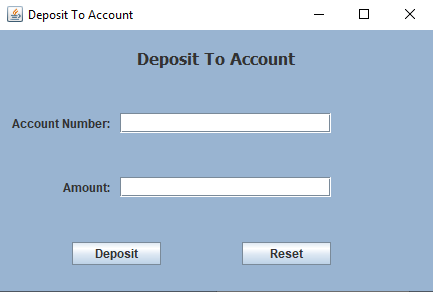 Deposit To Account
Deposit To Account
Account Number:
Amount:
Deposit Reset